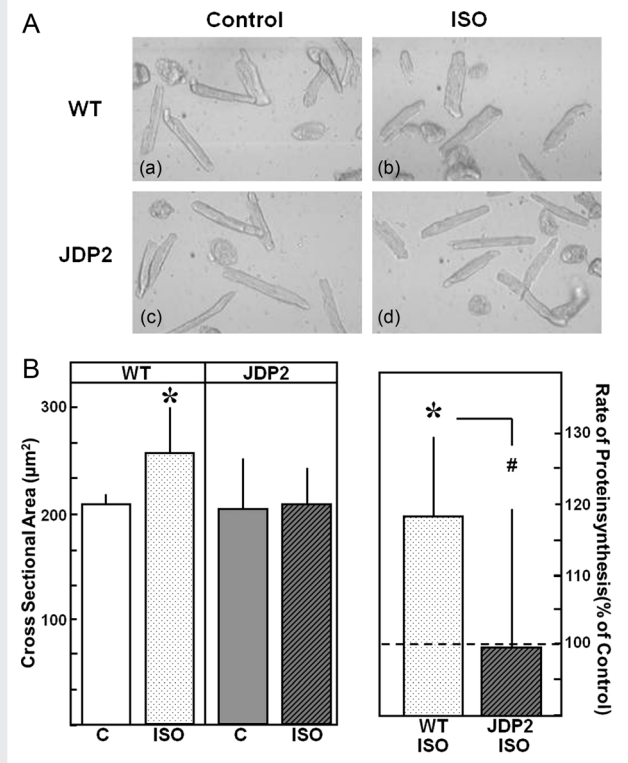 A
Control
ISO
WT
(a)
(b)
JDP2
(c)
(d)
B
WT
JDP2
*
300
200
100
Cross Sectional Area (µm²)
C
ISO
C
ISO
*
#
130
120
110
100
Rate of Proteinsynthesis(% of Control)
WT
ISO
JDP2
ISO